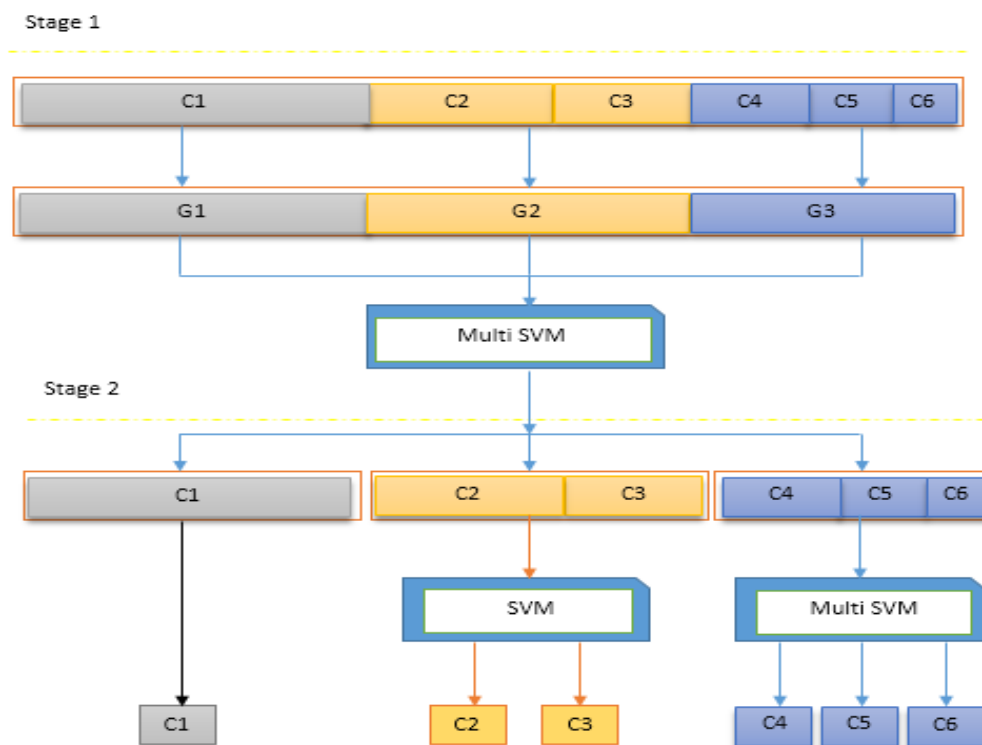 Stage 1
C1 C2 C3 C4 C5 C6
G1 G2 G3
Multi SVM
Stage 2
C1 C2 C3 C4 C5 C6
SVM Multi SVM
C1 C2 C3 C4 C5 C6